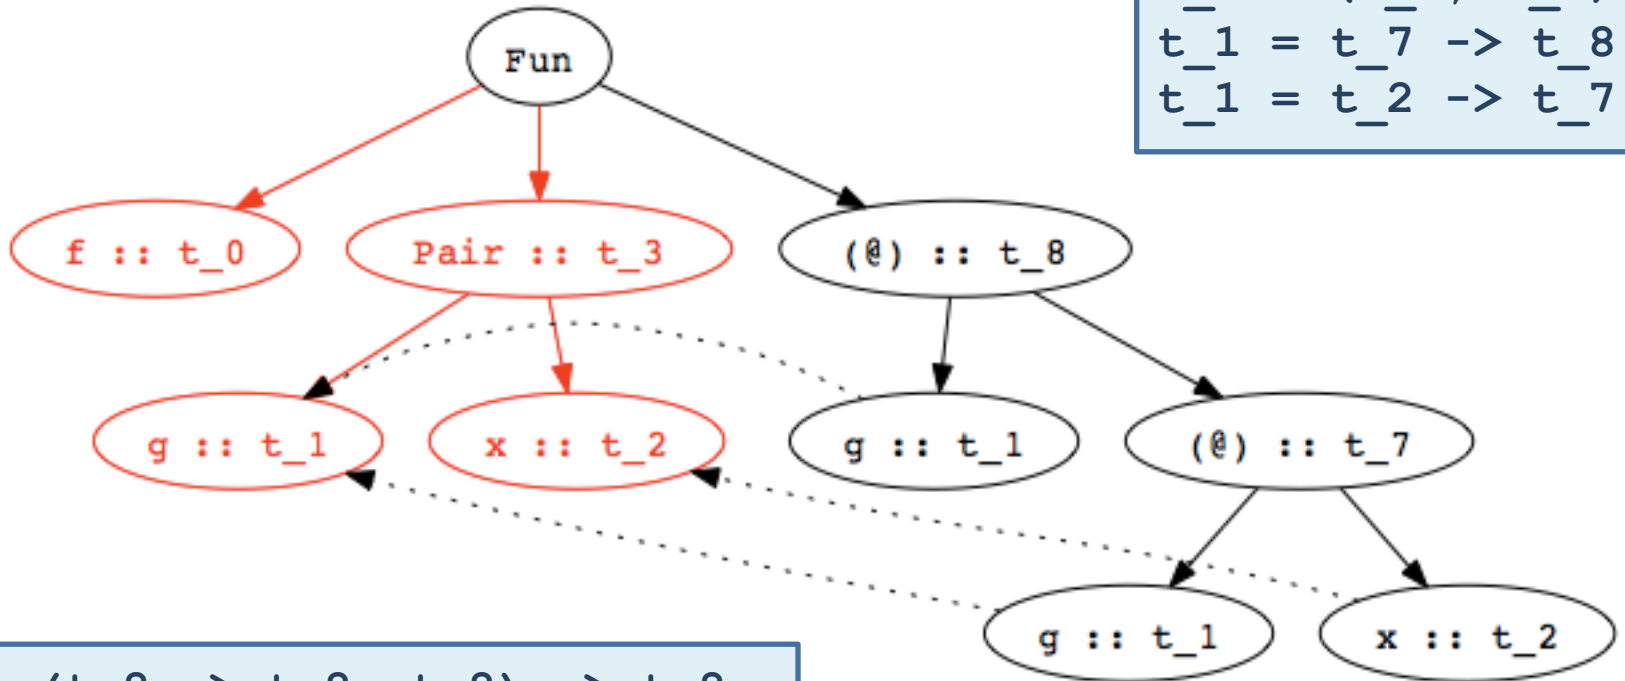 Fun
t_1 = t_7 -> t_8
t_1 = t_2 -> t_7
f :: t_0
Pair :: t_3
(@) :: t_8
g :: t_1
x :: t_2
g :: t_1
(@) :: t_7
g :: t_1
x :: t_2